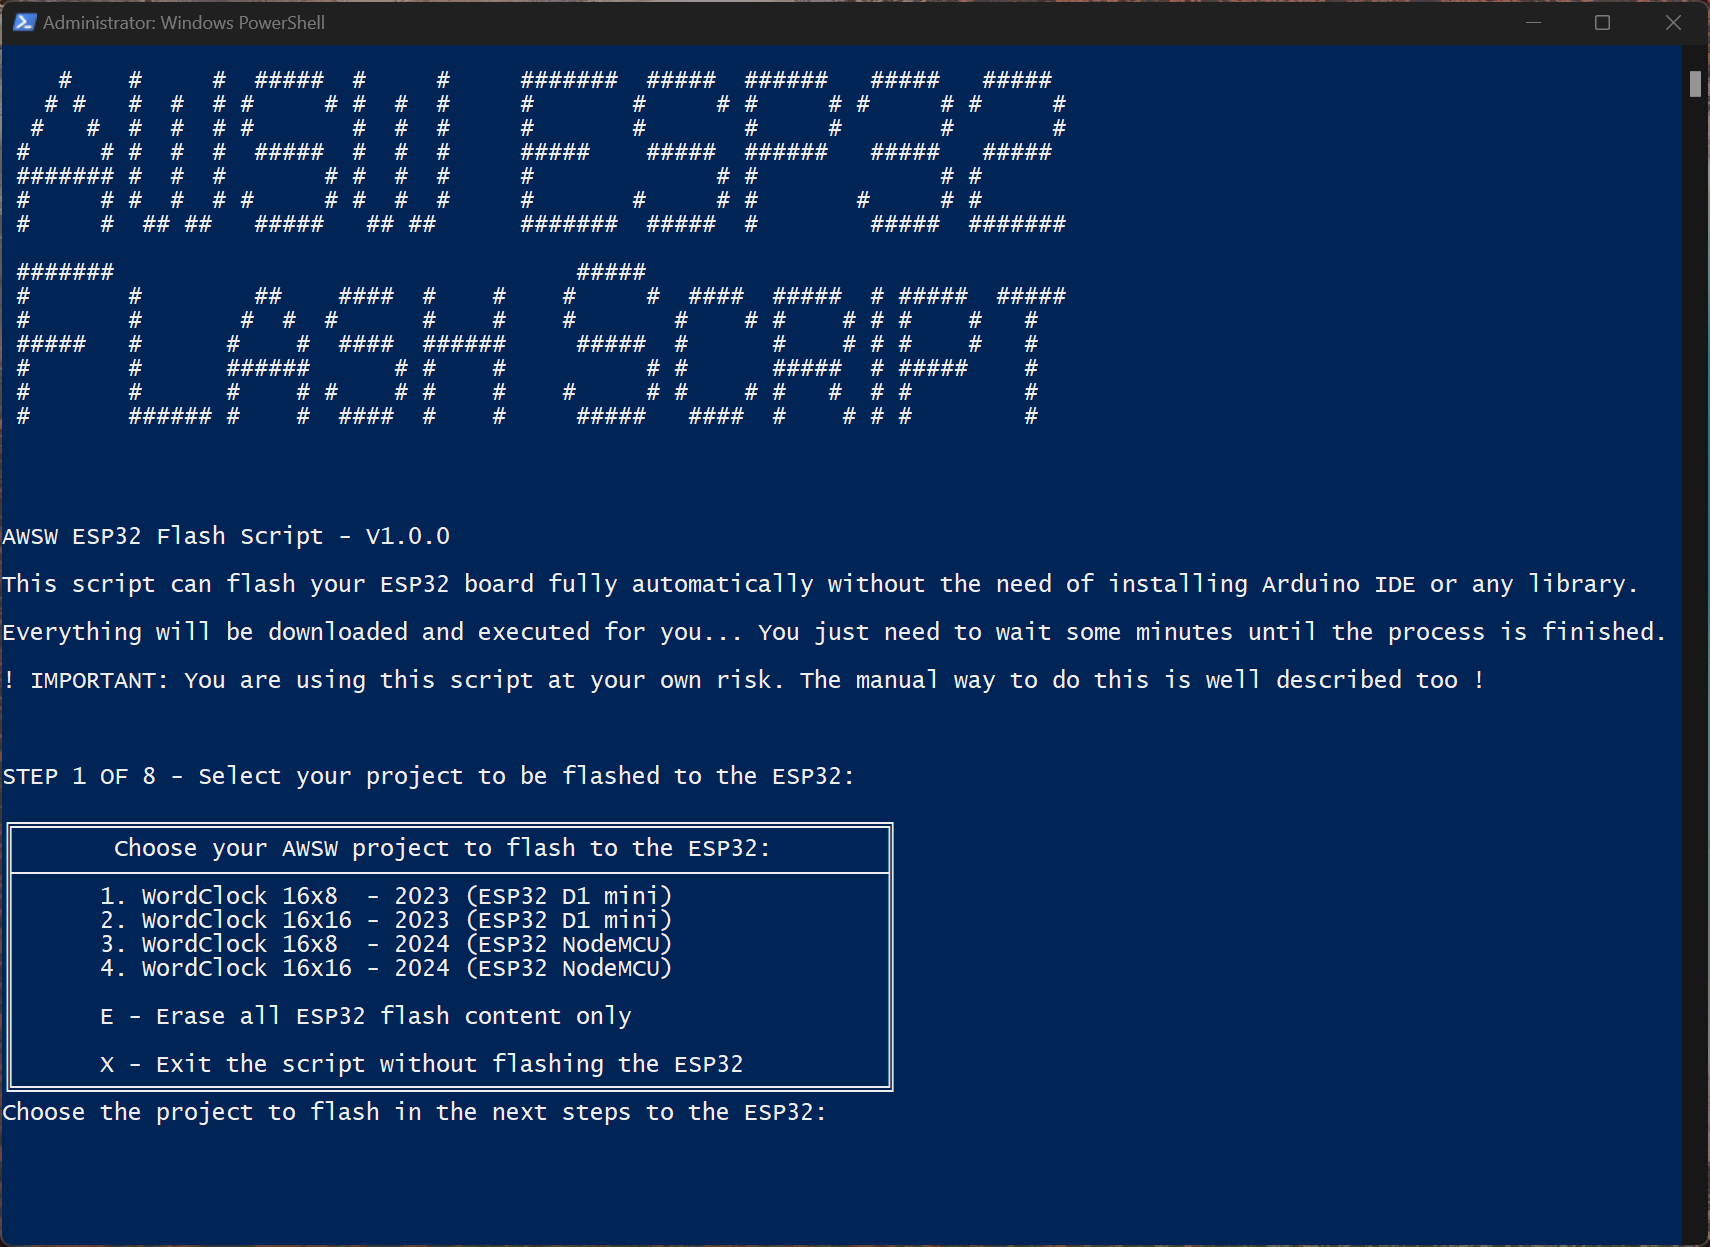 Administrator: Windows PowerShell
AWSW ESP32
FLASH SCRIPT
AWSW ESP32 Flash Script - V1.0.0
This script can flash your ESP32 board fully automatically without the need of installing Arduino IDE or any library.
Everything will be downloaded and executed for you... You just need to wait some minutes until the process is finished.
! IMPORTANT: You are using this script at your own risk. The manual way to do this is well described too !
STEP 1 OF 8 - Select your project to be flashed to the ESP32:
Choose your AWSW project to flash to the ESP32:
1. WordClock 16x8  - 2023 (ESP32 D1 mini)
2. WordClock 16x16 - 2023 (ESP32 D1 mini)
3. WordClock 16x8  - 2024 (ESP32 NodeMCU)
4. WordClock 16x16 - 2024 (ESP32 NodeMCU)
E - Erase all ESP32 flash content only
X - Exit the script without flashing the ESP32
Choose the project to flash in the next steps to the ESP32: